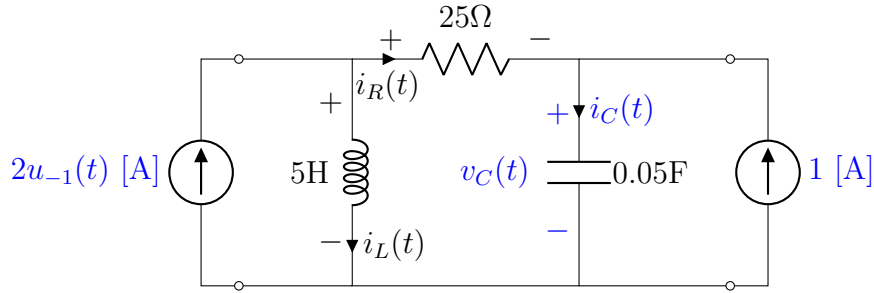 25Ω
+ −
i_R(t)
+ + i_C(t)
2u_{−1}(t) [A] 5H v_C(t) 0.05F 1 [A]
− i_L(t) −